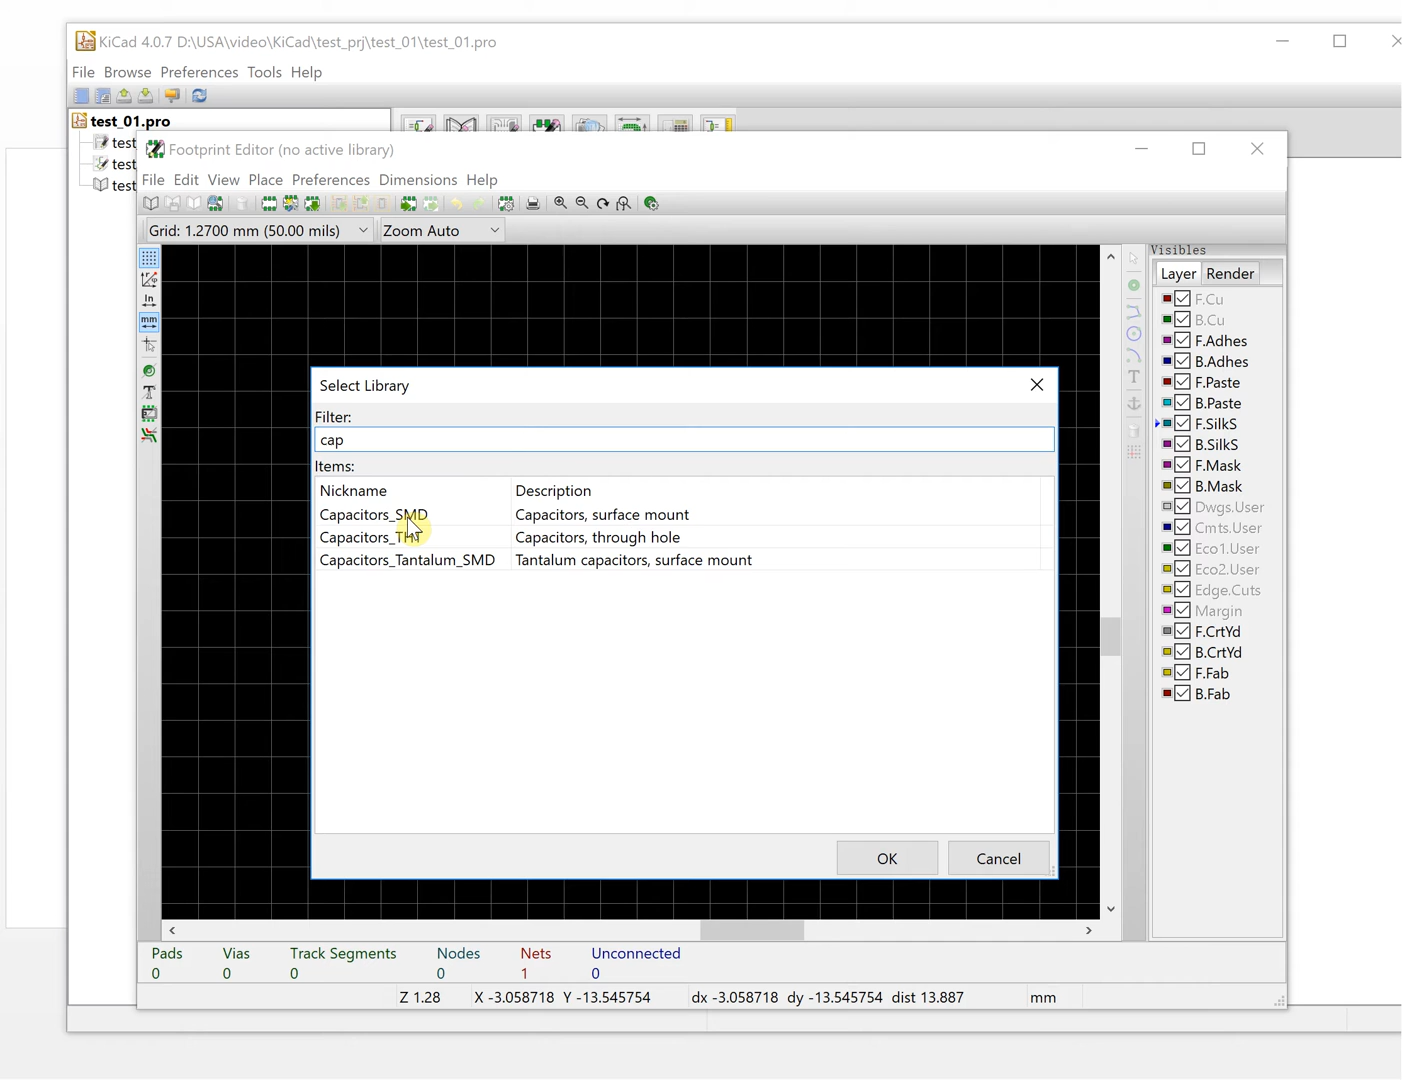 KiCad 4.0.7 D:\USA\video\KiCad\test_prj\test_01\test_01.pro
File Browse Preferences Tools Help
test_01.pro
test
test
test
Footprint Editor (no active library)
File Edit View Place Preferences Dimensions Help
Grid: 1.2700 mm (50.00 mils) Zoom Auto
In
mm
Visibles
Layer Render
F.Cu
B.Cu
F.Adhes
B.Adhes
F.Paste
B.Paste
F.SilkS
B.SilkS
F.Mask
B.Mask
Dwgs.User
Cmts.User
Eco1.User
Eco2.User
Edge.Cuts
Margin
F.CrtYd
B.CrtYd
F.Fab
B.Fab
Select Library
Filter:
cap
Items:
Nickname Description
Capacitors_SMD Capacitors, surface mount
Capacitors_THT Capacitors, through hole
Capacitors_Tantalum_SMD Tantalum capacitors, surface mount
OK Cancel
Pads Vias Track Segments Nodes Nets Unconnected
0 0 0 0 1 0
Z 1.28 X -3.058718 Y -13.545754 dx -3.058718 dy -13.545754 dist 13.887 mm